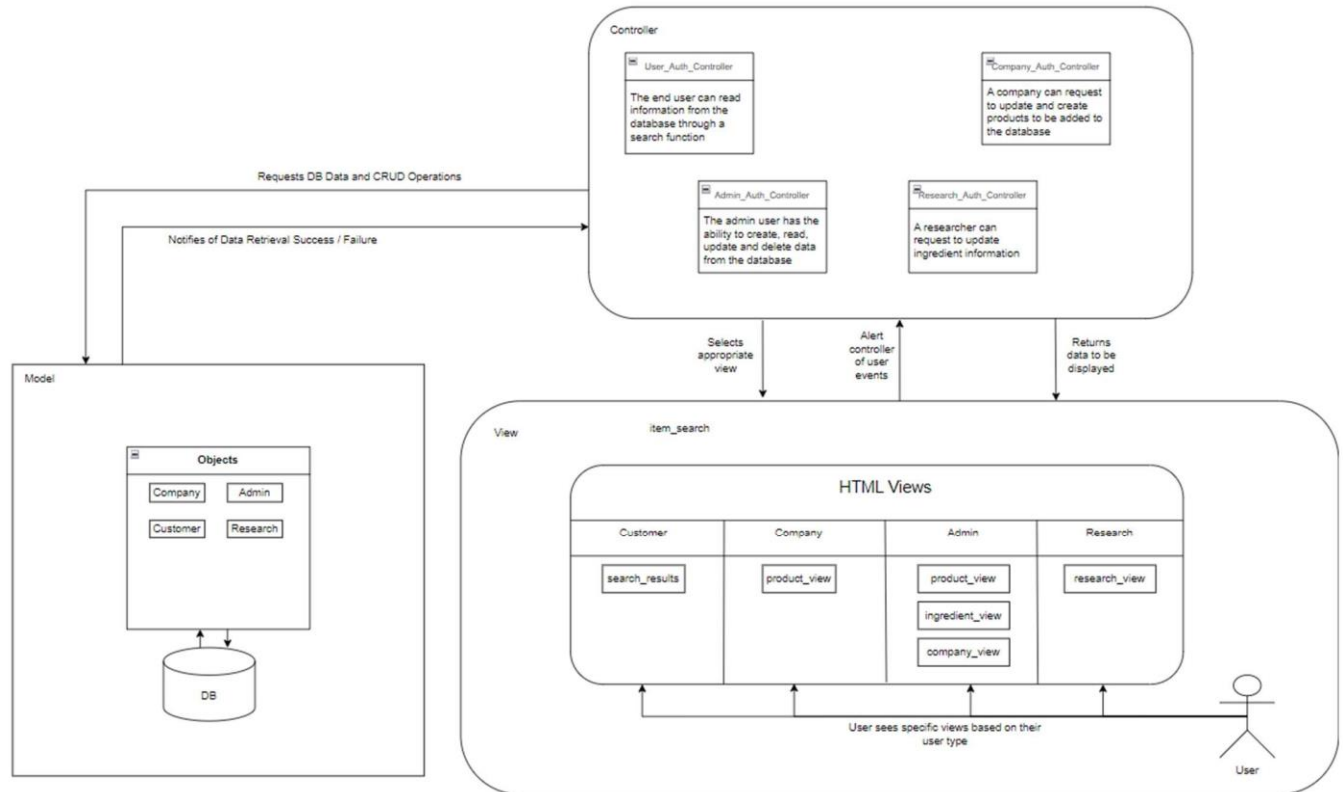 Controller
User_Auth_Controller
The end user can read
information from the
database through a
search function
Company_Auth_Controller
A company can request
to update and create
products to be added to
the database
Admin_Auth_Controller
The admin user has the
ability to create, read,
update and delete data
from the database
Research_Auth_Controller
A researcher can
request to update
ingredient information
Requests DB Data and CRUD Operations
Notifies of Data Retrieval Success / Failure
Selects
appropriate
view
Alert
controller
of user
events
Returns
data to be
displayed
Model
Objects
Company
Admin
Customer
Research
DB
View
item_search
HTML Views
Customer
Company
Admin
Research
search_results
product_view
product_view
research_view
ingredient_view
company_view
User sees specific views based on their
user type
User